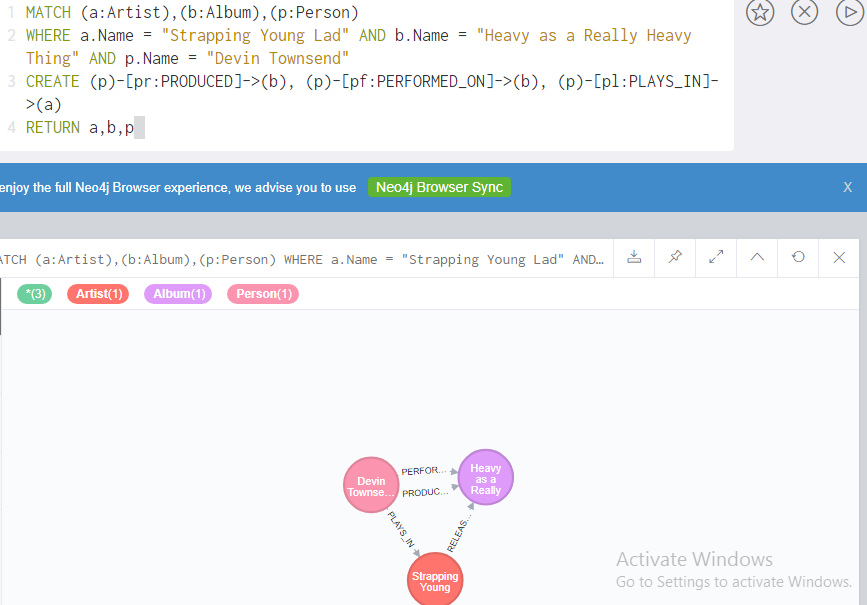 1 MATCH (a:Artist),(b:Album),(p:Person)
2 WHERE a.Name = "Strapping Young Lad" AND b.Name = "Heavy as a Really Heavy
Thing" AND p.Name = "Devin Townsend"
3 CREATE (p)-[pr:PRODUCED]->(b), (p)-[pf:PERFORMED_ON]->(b), (p)-[pl:PLAYS_IN]-
>(a)
4 RETURN a,b,p
enjoy the full Neo4j Browser experience, we advise you to use Neo4j Browser Sync X
ATCH (a:Artist),(b:Album),(p:Person) WHERE a.Name = "Strapping Young Lad" AND…
*(3) Artist(1) Album(1) Person(1)
Devin
Townse…
PERFOR…
PRODUC…
Heavy
as a
Really
PLAYS_IN
RELEAS…
Strapping
Young
Activate Windows
Go to Settings to activate Windows.